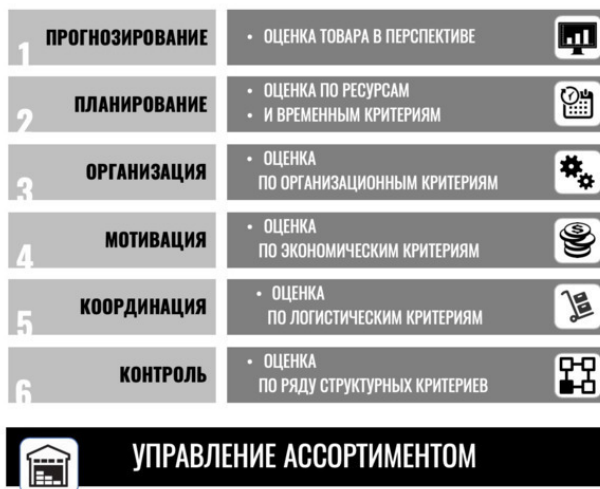 1 ПРОГНОЗИРОВАНИЕ
• ОЦЕНКА ТОВАРА В ПЕРСПЕКТИВЕ
2 ПЛАНИРОВАНИЕ
• ОЦЕНКА ПО РЕСУРСАМ
• И ВРЕМЕННЫМ КРИТЕРИЯМ
3 ОРГАНИЗАЦИЯ
• ОЦЕНКА
ПО ОРГАНИЗАЦИОННЫМ КРИТЕРИЯМ
4 МОТИВАЦИЯ
• ОЦЕНКА
ПО ЭКОНОМИЧЕСКИМ КРИТЕРИЯМ
5 КООРДИНАЦИЯ
• ОЦЕНКА
ПО ЛОГИСТИЧЕСКИМ КРИТЕРИЯМ
6 КОНТРОЛЬ
• ОЦЕНКА
ПО РЯДУ СТРУКТУРНЫХ КРИТЕРИЕВ
УПРАВЛЕНИЕ АССОРТИМЕНТОМ